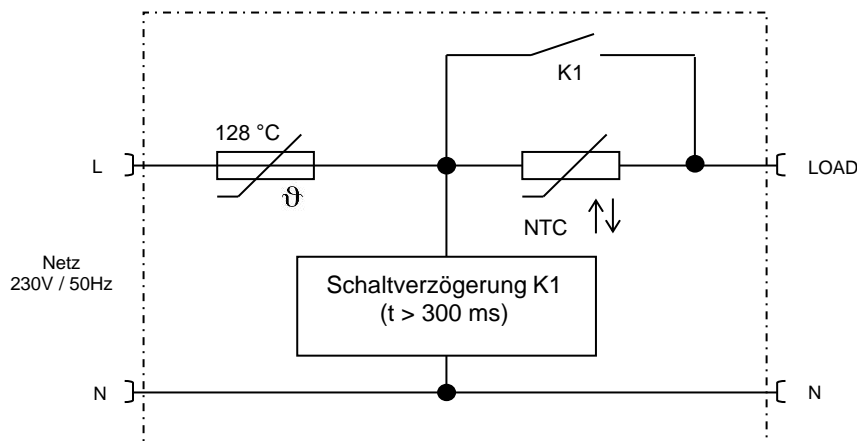 K1
128 °C
L
LOAD
ϑ
NTC
Netz
230V / 50Hz
Schaltverzögerung K1
(t > 300 ms)
N
N